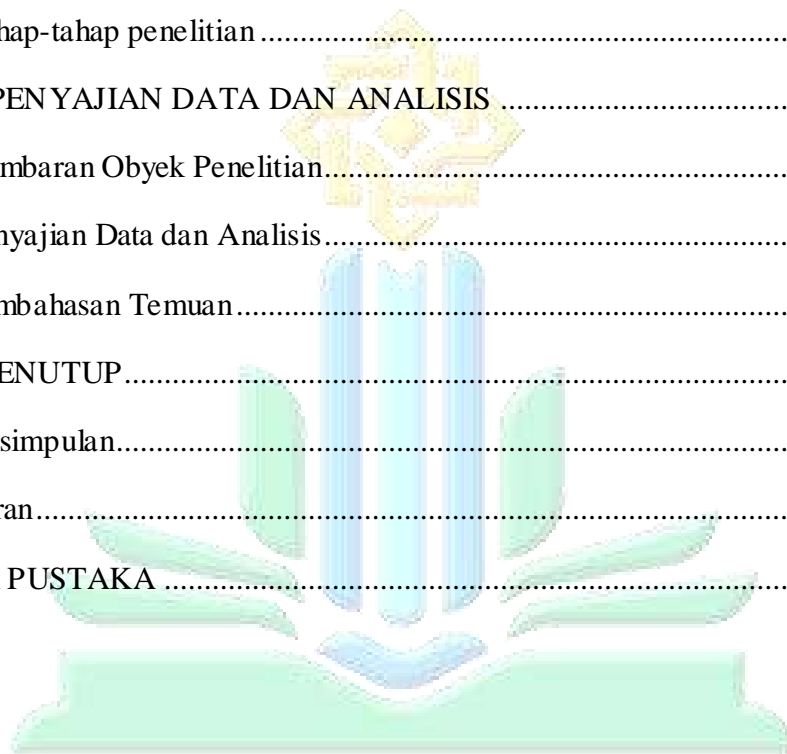 hap-tahap penelitian ................................................................
PENYAJIAN DATA DAN ANALISIS ....................................
mbaran Obyek Penelitian.........................................................
nyajian Data dan Analisis.........................................................
mbahasan Temuan....................................................................
ENUTUP...................................................................................
simpulan...................................................................................
ran............................................................................................
PUSTAKA ..............................................................................